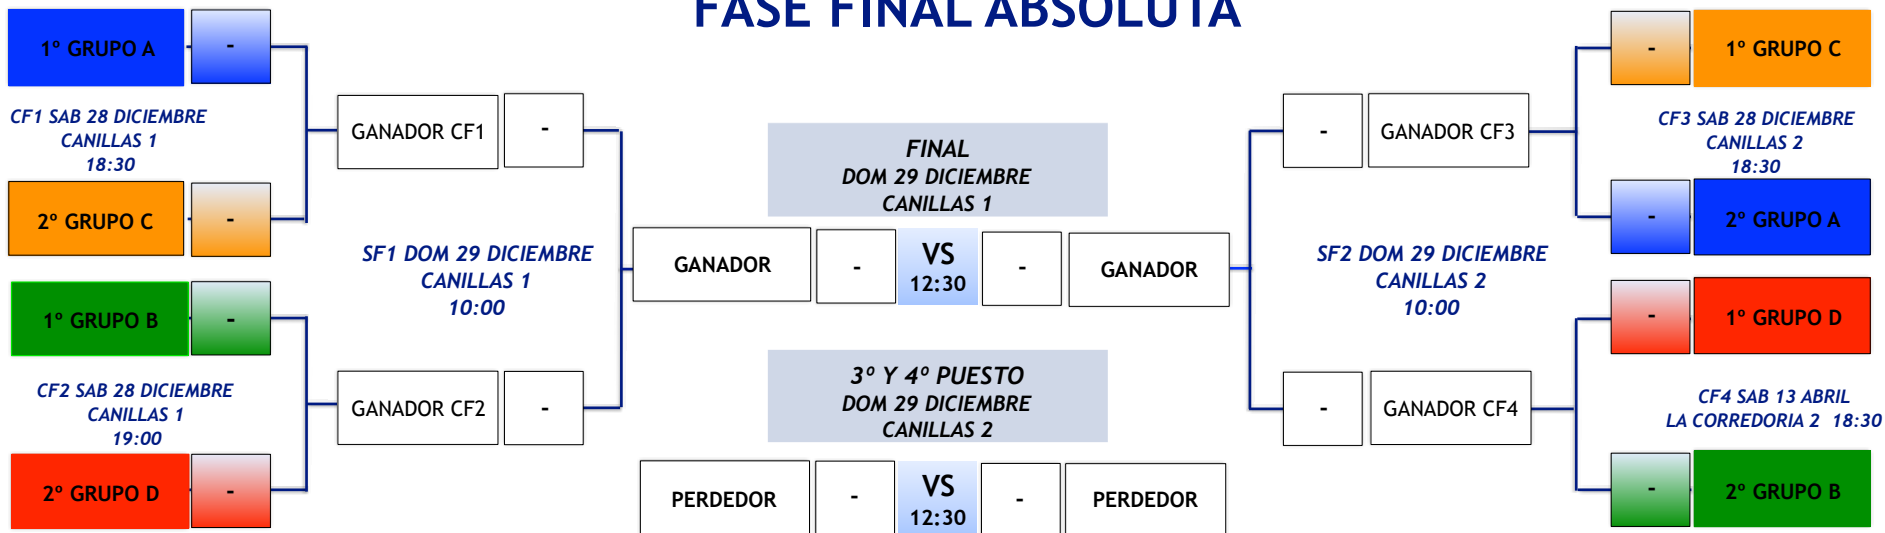 FASE FINAL ABSOLUTA
1º GRUPO A
-
CF1 SAB 28 DICIEMBRE
CANILLAS 1
18:30
2º GRUPO C
-
GANADOR CF1
-
1º GRUPO B
-
CF2 SAB 28 DICIEMBRE
CANILLAS 1
19:00
2º GRUPO D
-
GANADOR CF2
-
SF1 DOM 29 DICIEMBRE
CANILLAS 1
10:00
FINAL
DOM 29 DICIEMBRE
CANILLAS 1
GANADOR
-
VS
12:30
-
GANADOR
3º Y 4º PUESTO
DOM 29 DICIEMBRE
CANILLAS 2
PERDEDOR
-
VS
12:30
-
PERDEDOR
SF2 DOM 29 DICIEMBRE
CANILLAS 2
10:00
-
GANADOR CF3
-
GANADOR CF4
-
1º GRUPO C
CF3 SAB 28 DICIEMBRE
CANILLAS 2
18:30
-
2º GRUPO A
-
1º GRUPO D
CF4 SAB 13 ABRIL
LA CORREDORIA 2 18:30
-
2º GRUPO B